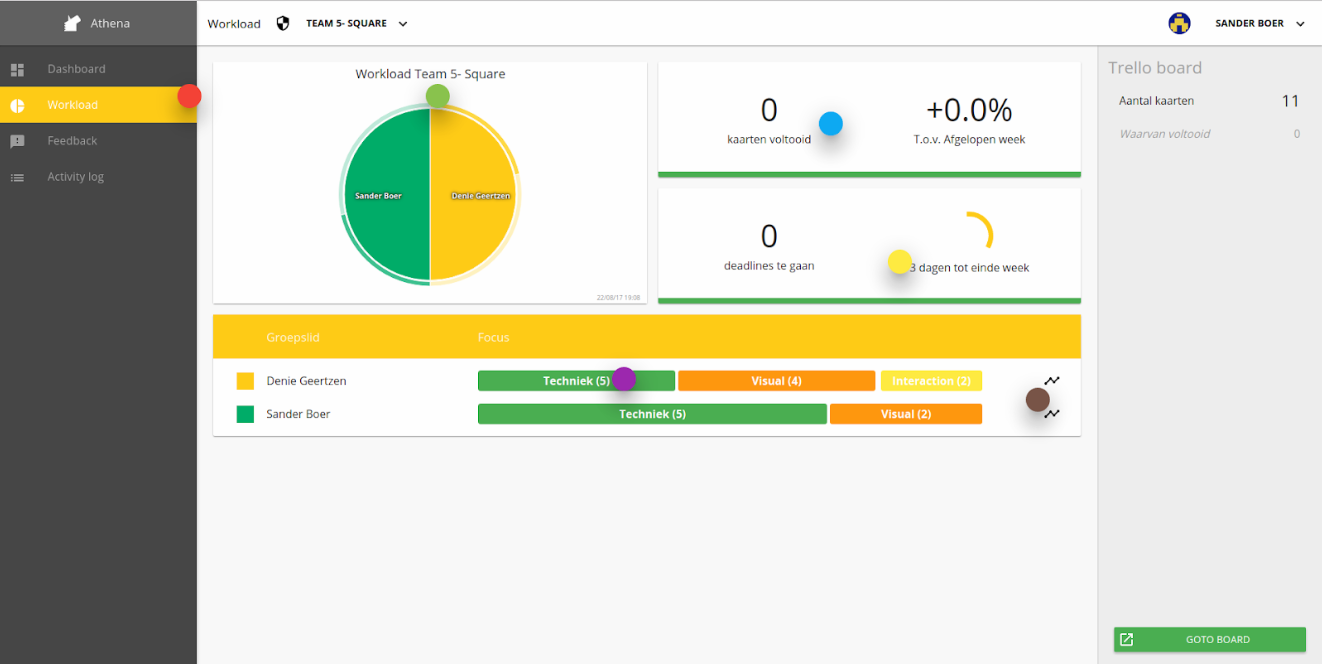 Athena
Workload
TEAM 5- SQUARE
SANDER BOER
Dashboard
Workload
Feedback
Activity log
Workload Team 5- Square
Sander Boer
Denie Geertzen
22/08/17 19:08
0
kaarten voltooid
+0.0%
T.o.v. Afgelopen week
0
deadlines te gaan
3 dagen tot einde week
Groepslid Focus
Denie Geertzen Techniek (5) Visual (4) Interaction (2)
Sander Boer Techniek (5) Visual (2)
Trello board
Aantal kaarten 11
Waarvan voltooid 0
GOTO BOARD